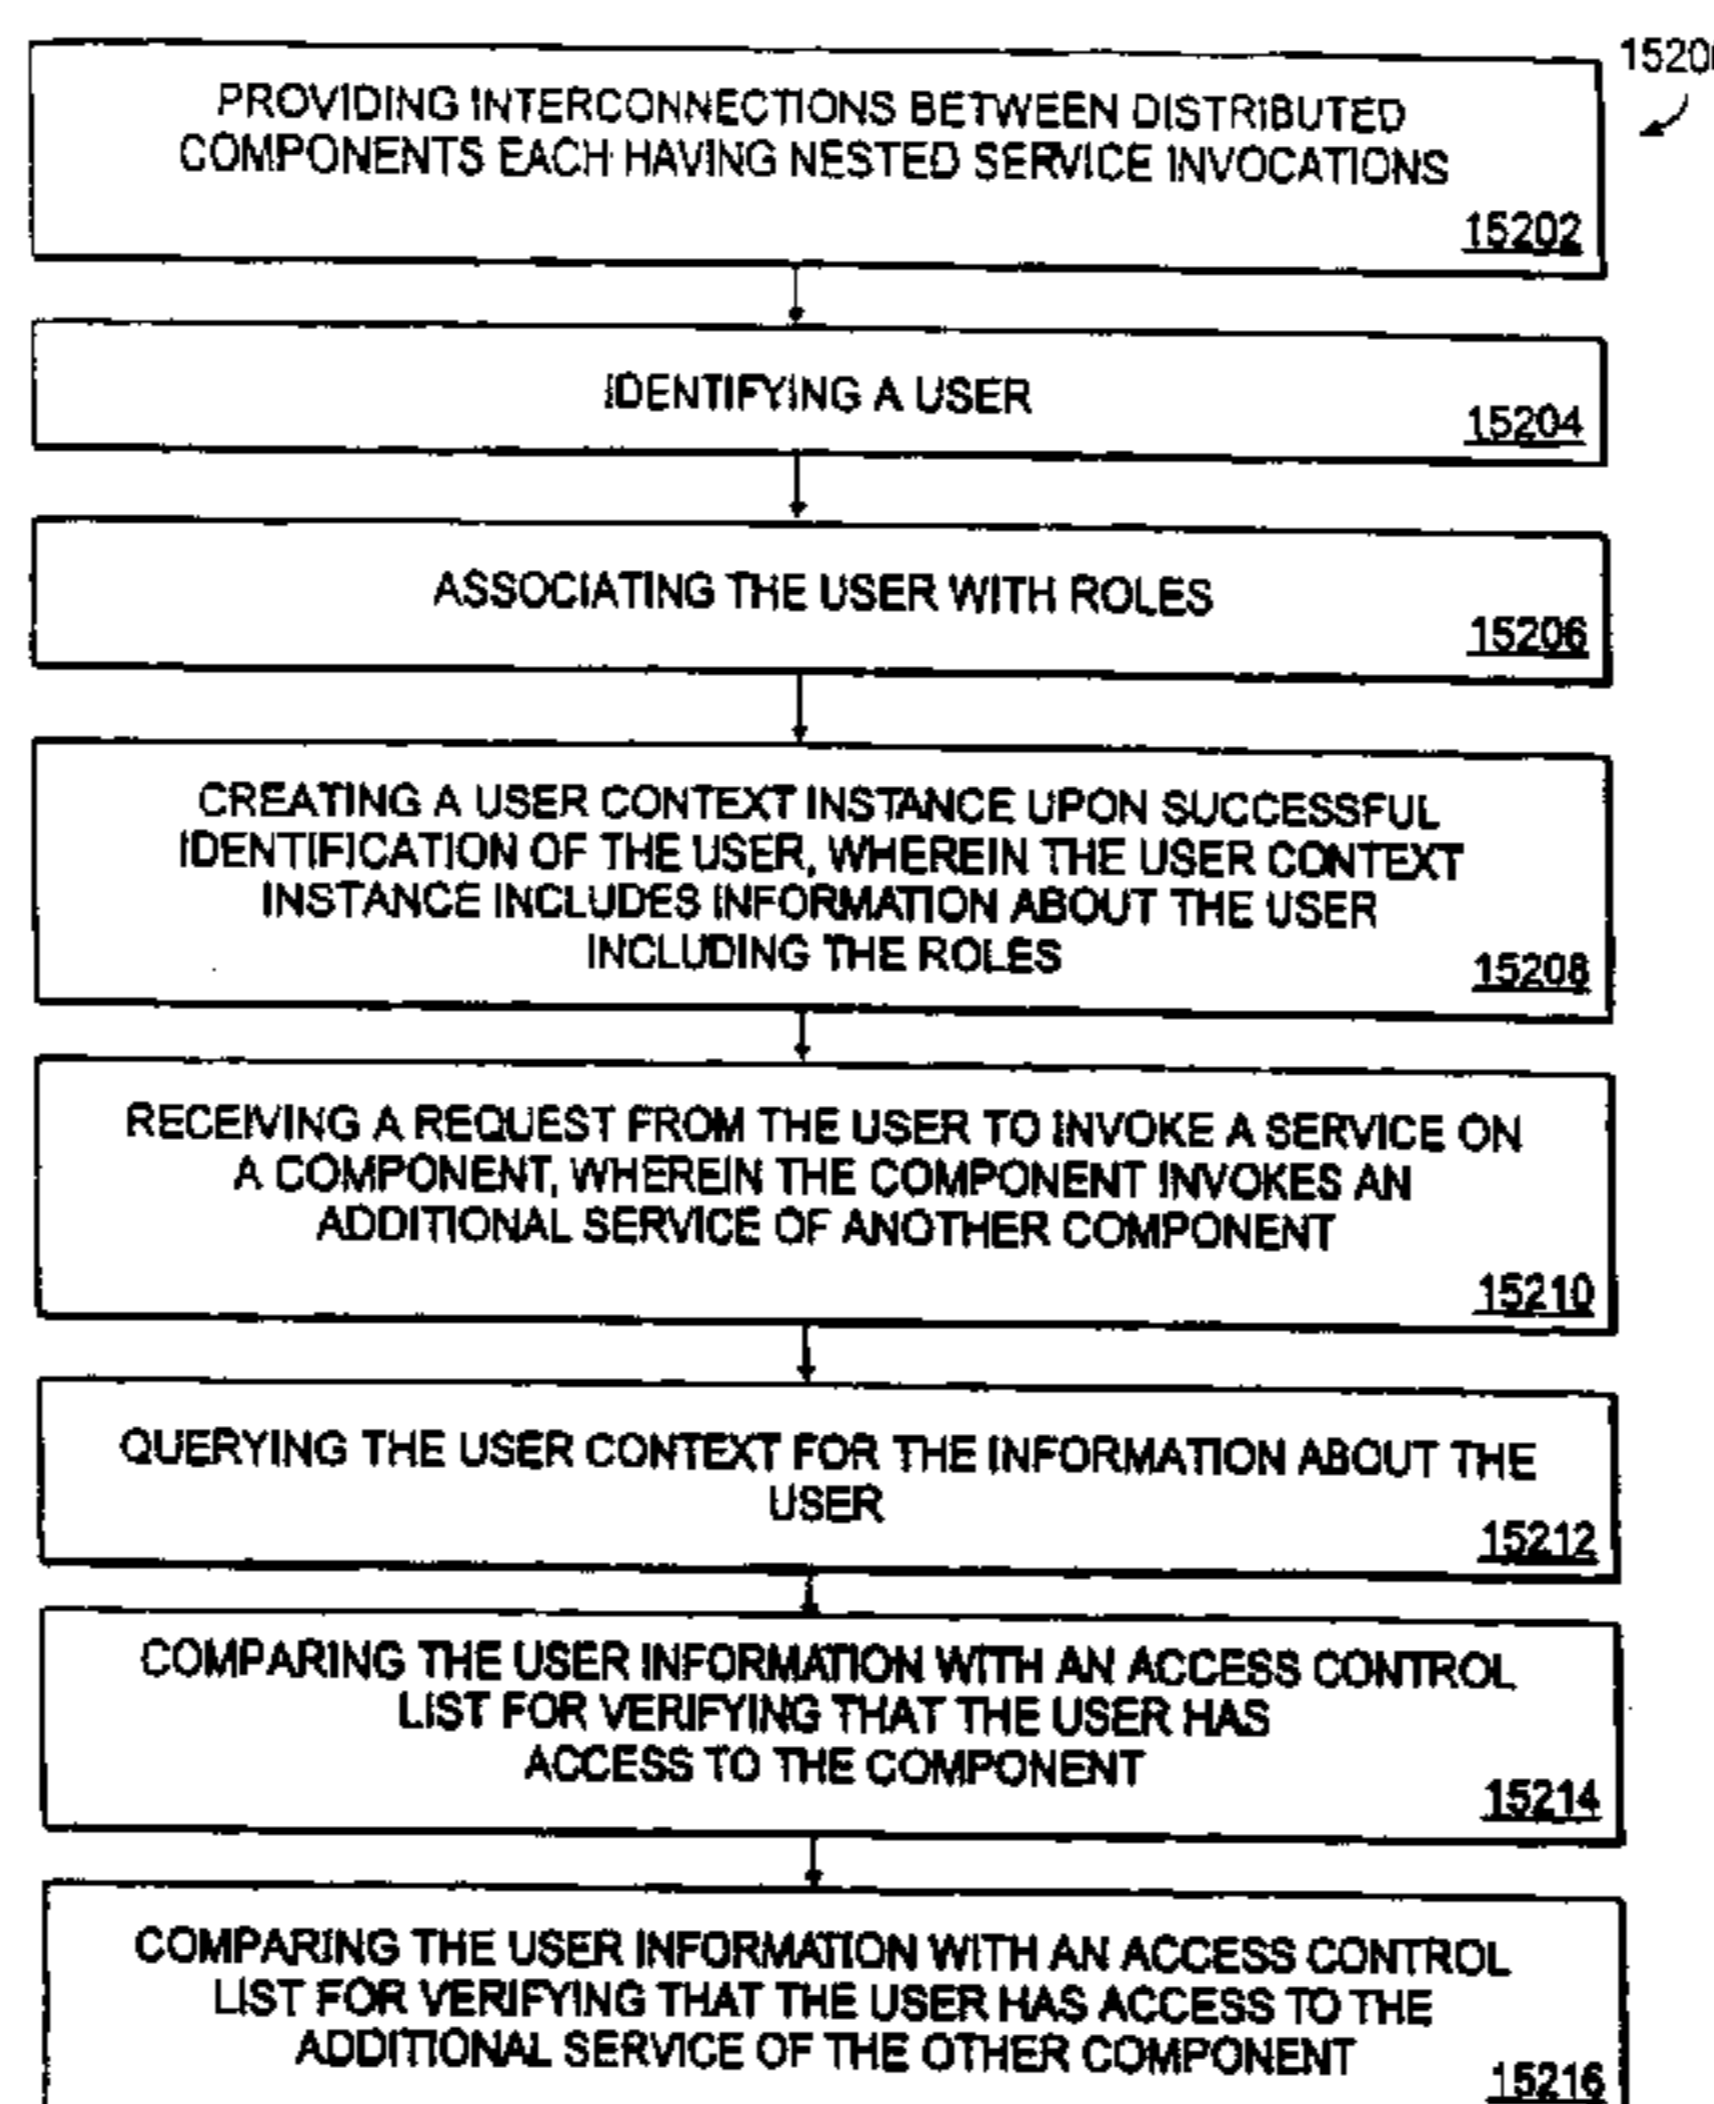 PROVIDING INTERCONNECTIONS BETWEEN DISTRIBUTED
COMPONENTS EACH HAVING NESTED SERVICE INVOCATIONS
15202
IDENTIFYING A USER
15204
ASSOCIATING THE USER WITH ROLES
15206
CREATING A USER CONTEXT INSTANCE UPON SUCCESSFUL
IDENTIFICATION OF THE USER, WHEREIN THE USER CONTEXT
INSTANCE INCLUDES INFORMATION ABOUT THE USER
INCLUDING THE ROLES
15208
RECEIVING A REQUEST FROM THE USER TO INVOKE A SERVICE ON
A COMPONENT, WHEREIN THE COMPONENT INVOKES AN
ADDITIONAL SERVICE OF ANOTHER COMPONENT
15210
QUERYING THE USER CONTEXT FOR THE INFORMATION ABOUT THE
USER
15212
COMPARING THE USER INFORMATION WITH AN ACCESS CONTROL
LIST FOR VERIFYING THAT THE USER HAS
ACCESS TO THE COMPONENT
15214
COMPARING THE USER INFORMATION WITH AN ACCESS CONTROL
LIST FOR VERIFYING THAT THE USER HAS ACCESS TO THE
ADDITIONAL SERVICE OF THE OTHER COMPONENT
15216